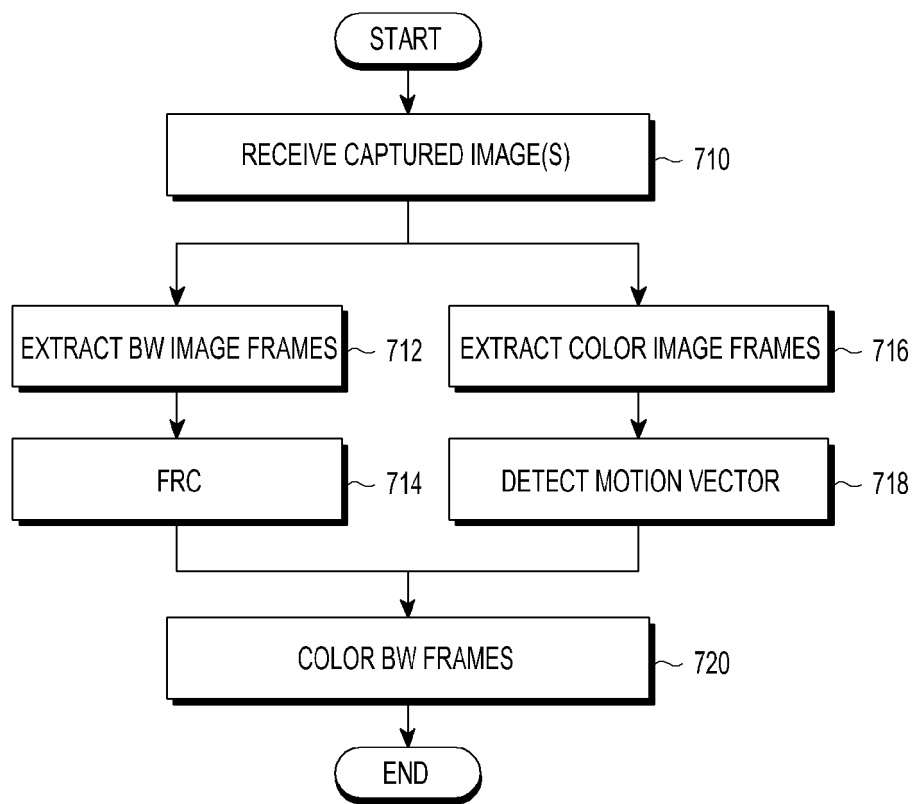 START
RECEIVE CAPTURED IMAGE(S)
710
EXTRACT BW IMAGE FRAMES
712
EXTRACT COLOR IMAGE FRAMES
716
FRC
714
DETECT MOTION VECTOR
718
COLOR BW FRAMES
720
END